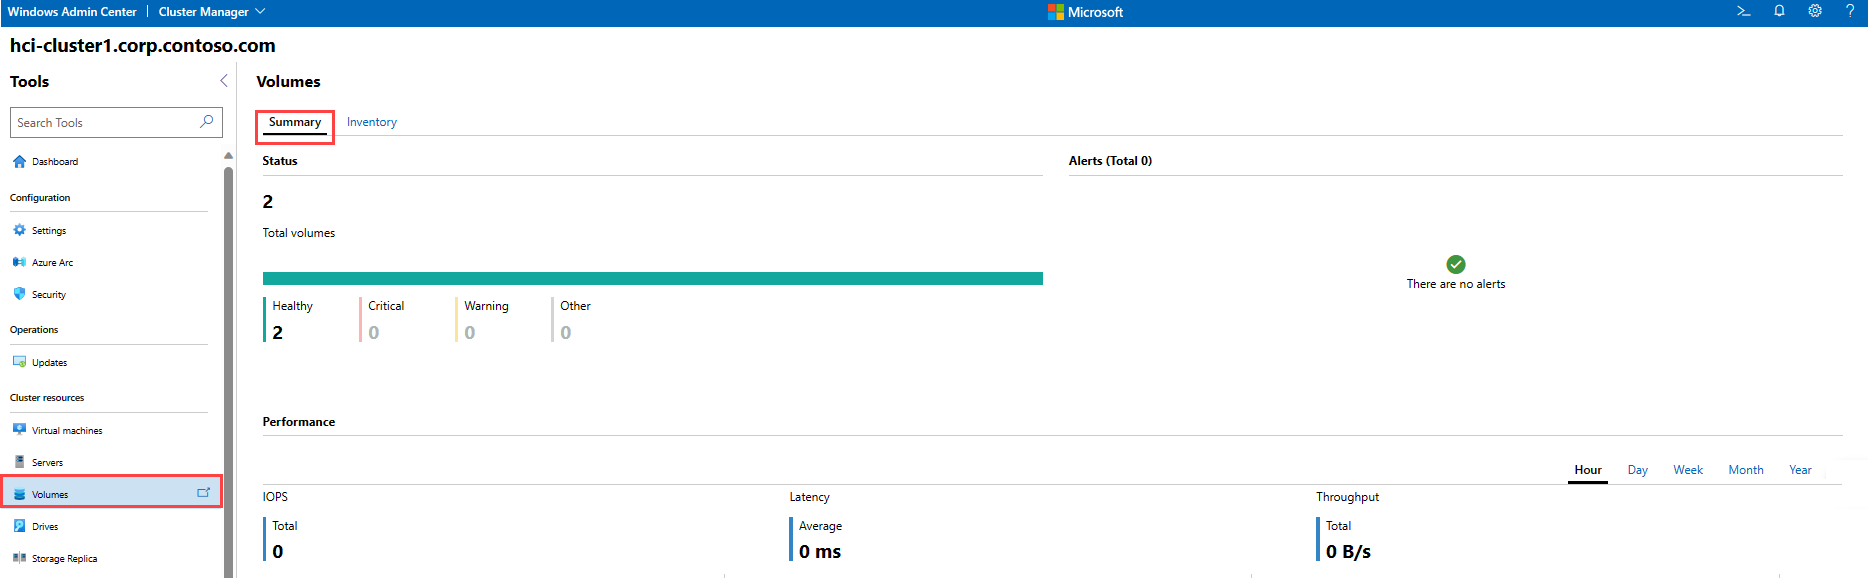 Windows Admin Center | Cluster Manager
Microsoft
hci-cluster1.corp.contoso.com
Tools
Search Tools
Dashboard
Configuration
Settings
Azure Arc
Security
Operations
Updates
Cluster resources
Virtual machines
Servers
Volumes
Drives
Storage Replica
Volumes
Summary Inventory
Status
2
Total volumes
Healthy Critical Warning Other
2 0 0 0
Alerts (Total 0)
There are no alerts
Performance
Hour Day Week Month Year
IOPS Latency Throughput
Total Average Total
0 0 ms 0 B/s